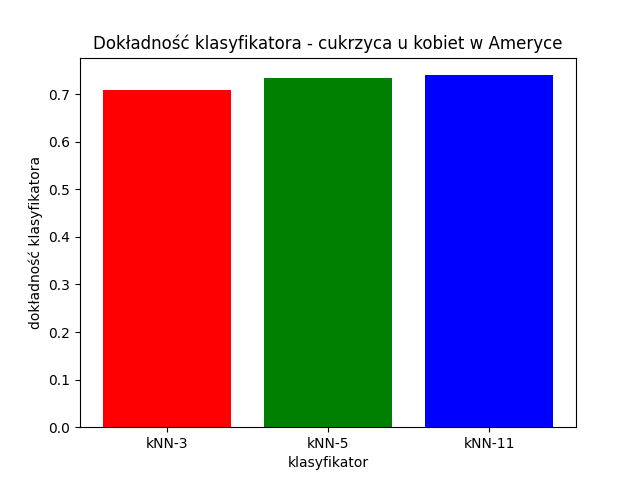 Dokładność klasyfikatora - cukrzyca u kobiet w Ameryce
dokładność klasyfikatora
0.7
0.6
0.5
0.4
0.3
0.2
0.1
0.0
kNN-3 kNN-5 kNN-11
klasyfikator